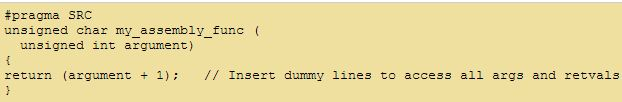 #pragma SRC
unsigned char my_assembly_func (
  unsigned int argument)
{
return (argument + 1);   // Insert dummy lines to access all args and retvals
}